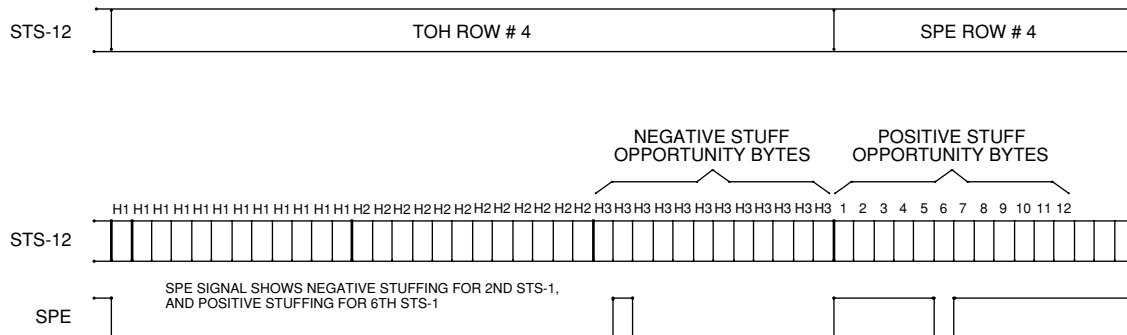 STS-12 TOH ROW # 4 SPE ROW # 4
NEGATIVE STUFF
OPPORTUNITY BYTES
POSITIVE STUFF
OPPORTUNITY BYTES
H1 H1 H1 H1 H1 H1 H1 H1 H1 H1 H1 H1 H2 H2 H2 H2 H2 H2 H2 H2 H2 H2 H2 H2 H3 H3 H3 H3 H3 H3 H3 H3 H3 H3 H3 H3 1 2 3 4 5 6 7 8 9 10 11 12
STS-12
SPE SIGNAL SHOWS NEGATIVE STUFFING FOR 2ND STS-1,
AND POSITIVE STUFFING FOR 6TH STS-1
SPE